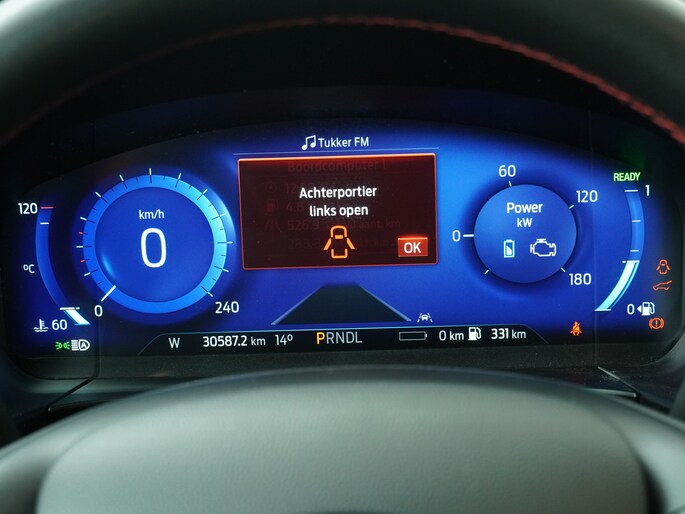 Tukker FM
Achterportier
links open
OK
120
°C
60
km/h
0
0
240
60
0
120
180
Power
kW
READY
1
0
W 30587.2 km 14° PRNDL 0 km 331 km